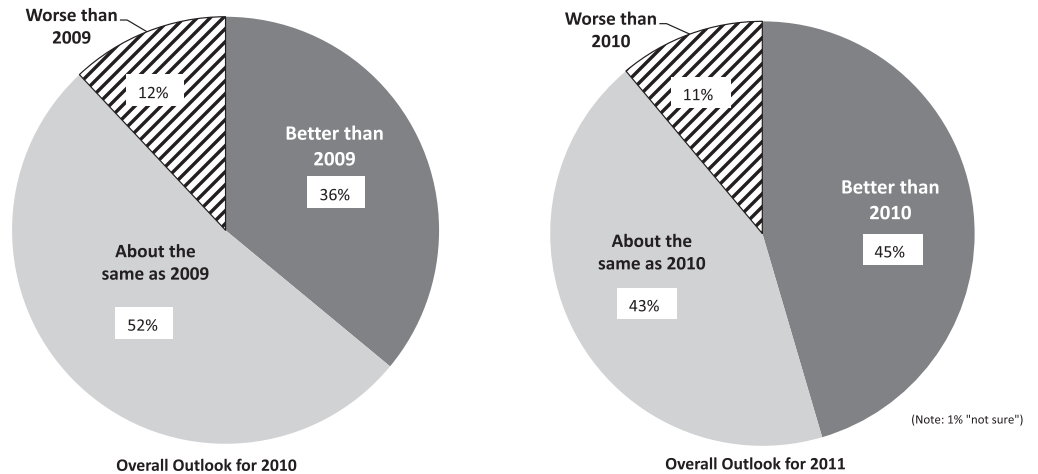 Worse than
2009
12%
Better than
2009
36%
About the
same as 2009
52%
Overall Outlook for 2010
Worse than
2010
11%
Better than
2010
45%
About the
same as 2010
43%
(Note: 1% "not sure")
Overall Outlook for 2011